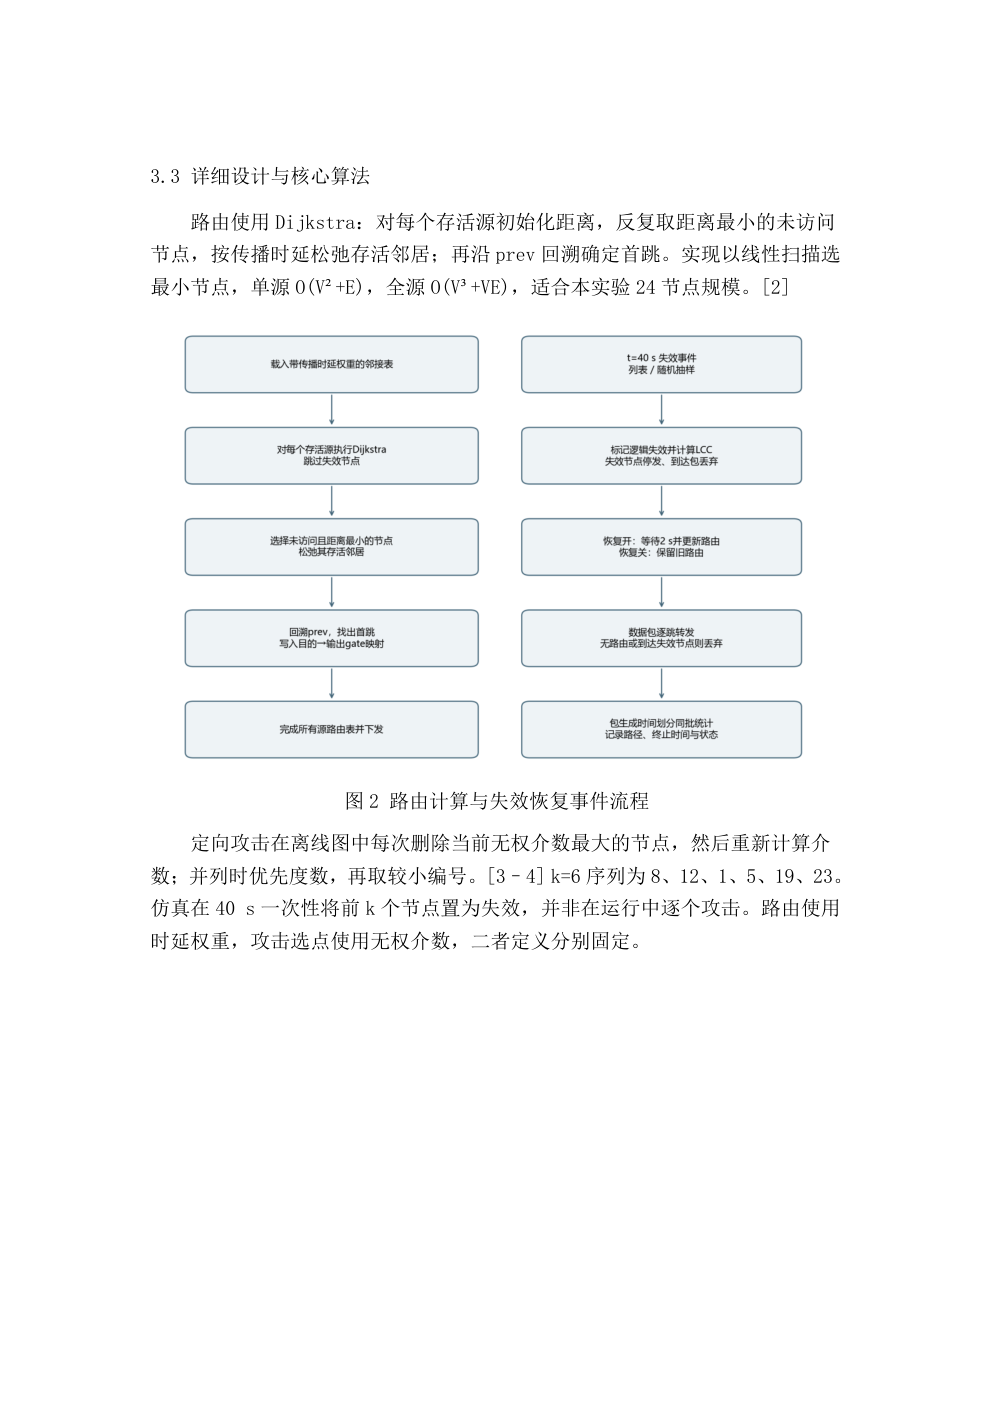 3.3 详细设计与核心算法
路由使用 Dijkstra：对每个存活源初始化距离，反复取距离最小的未访问
节点，按传播时延松弛存活邻居；再沿 prev 回溯确定首跳。实现以线性扫描选
最小节点，单源 O(V²+E)，全源 O(V³+VE)，适合本实验 24 节点规模。[2]
载入带传播时延权重的邻接表
对每个存活源执行Dijkstra
跳过失效节点
选择未访问且距离最小的节点
松弛其存活邻居
回溯prev，找出首跳
写入目的→输出gate映射
完成所有源路由表并下发
t=40 s 失效事件
列表 / 随机抽样
标记逻辑失效并计算LCC
失效节点停发、到达包丢弃
恢复开：等待2 s并更新路由
恢复关：保留旧路由
数据包逐跳转发
无路由或到达失效节点则丢弃
包生成时间划分同批统计
记录路径、终止时间与状态
图 2 路由计算与失效恢复事件流程
定向攻击在离线图中每次删除当前无权介数最大的节点，然后重新计算介
数；并列时优先度数，再取较小编号。[3–4] k=6 序列为 8、12、1、5、19、23。
仿真在 40 s 一次性将前 k 个节点置为失效，并非在运行中逐个攻击。路由使用
时延权重，攻击选点使用无权介数，二者定义分别固定。